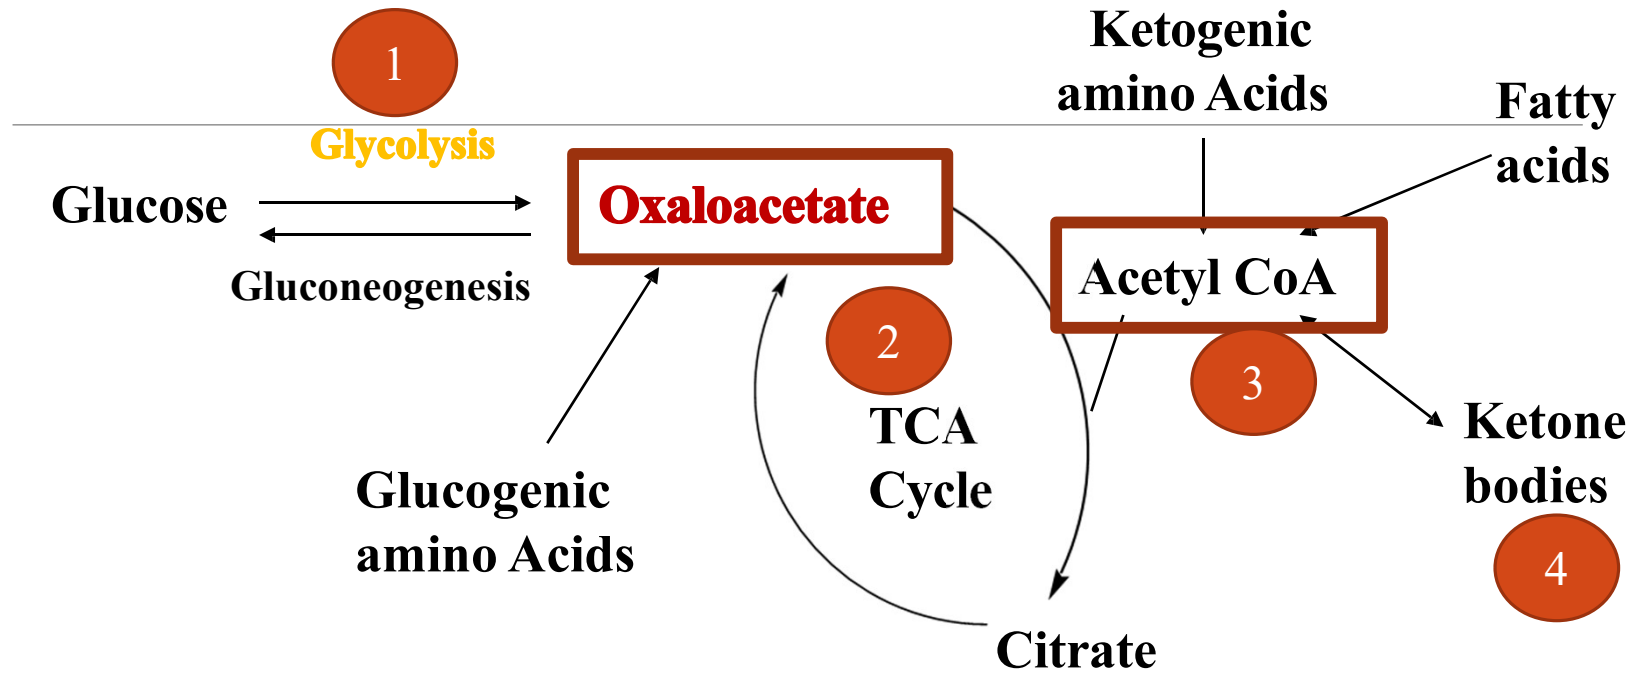 1
Glycolysis
Glucose
Gluconeogenesis
Oxaloacetate
Ketogenic
amino Acids
Fatty
acids
Acetyl CoA
2
TCA
Cycle
3
Ketone
bodies
4
Glucogenic
amino Acids
Citrate